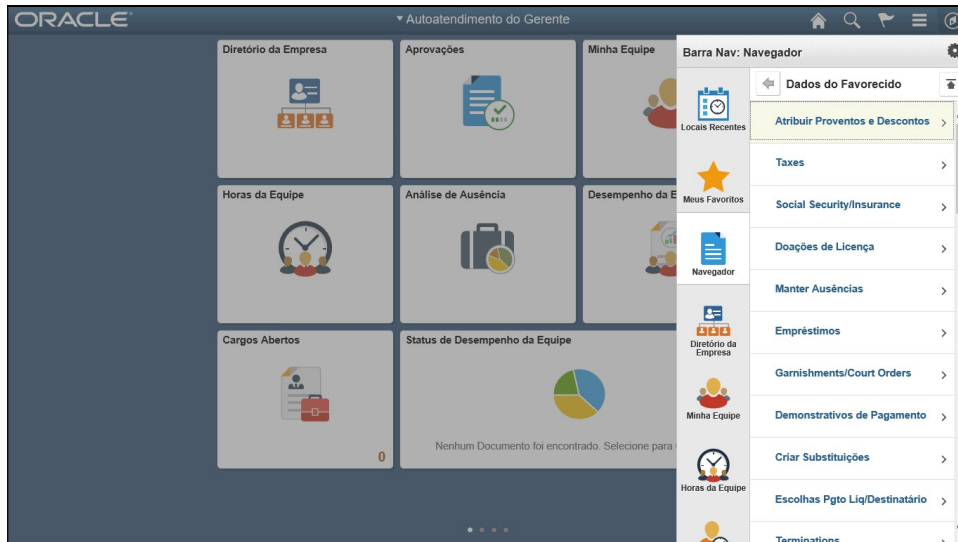 ORACLE
Autoatendimento do Gerente
Diretório da Empresa
Aprovações
Minha Equipe
Horas da Equipe
Análise de Ausência
Desempenho da E
Cargos Abertos
0
Status de Desempenho da Equipe
Nenhum Documento foi encontrado. Selecione para
Barra Nav: Navegador
Locais Recentes
Meus Favoritos
Navegador
Diretório da
Empresa
Minha Equipe
Horas da Equipe
Dados do Favorecido
Atribuir Proventos e Descontos
Taxes
Social Security/Insurance
Doações de Licença
Manter Ausências
Empréstimos
Garnishments/Court Orders
Demonstrativos de Pagamento
Criar Substituições
Escolhas Pgto Líq/Destinatário
Terminations